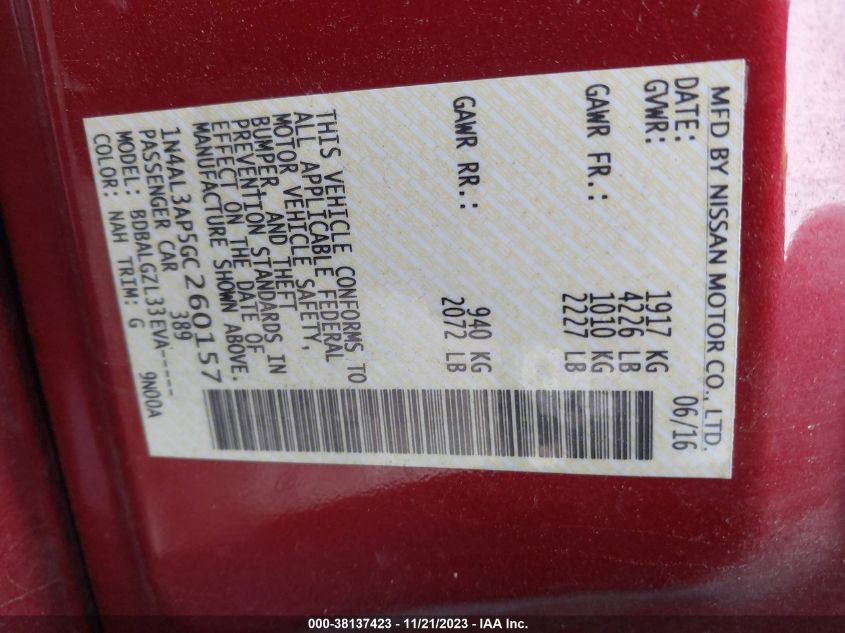 MFD BY NISSAN MOTOR CO., LTD.
DATE: 06/16
GVWR: 1917 KG
4226 LB
GAWR FR.: 1010 KG
2227 LB
GAWR RR.: 940 KG
2072 LB
THIS VEHICLE CONFORMS TO
ALL APPLICABLE FEDERAL
MOTOR VEHICLE SAFETY,
BUMPER, AND THEFT
PREVENTION STANDARDS IN
EFFECT ON THE DATE OF
MANUFACTURE SHOWN ABOVE.
1N4AL3AP5GC260157
PASSENGER CAR 389
MODEL: BDBALGZL33EVA-----
COLOR: NAH TRIM: G 9N00A
000-38137423 - 11/21/2023 - IAA Inc.